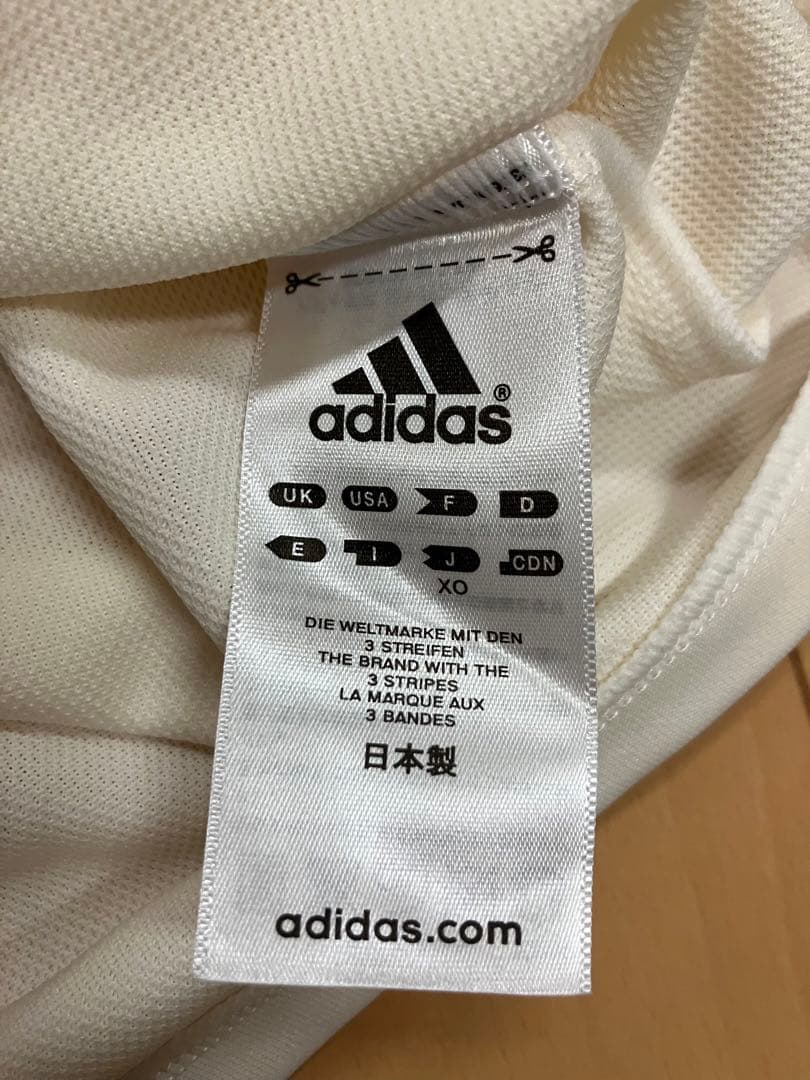 adidas®
UK USA F D
E I J CDN
XO
DIE WELTMARKE MIT DEN
3 STREIFEN
THE BRAND WITH THE
3 STRIPES
LA MARQUE AUX
3 BANDES
日本製
adidas.com